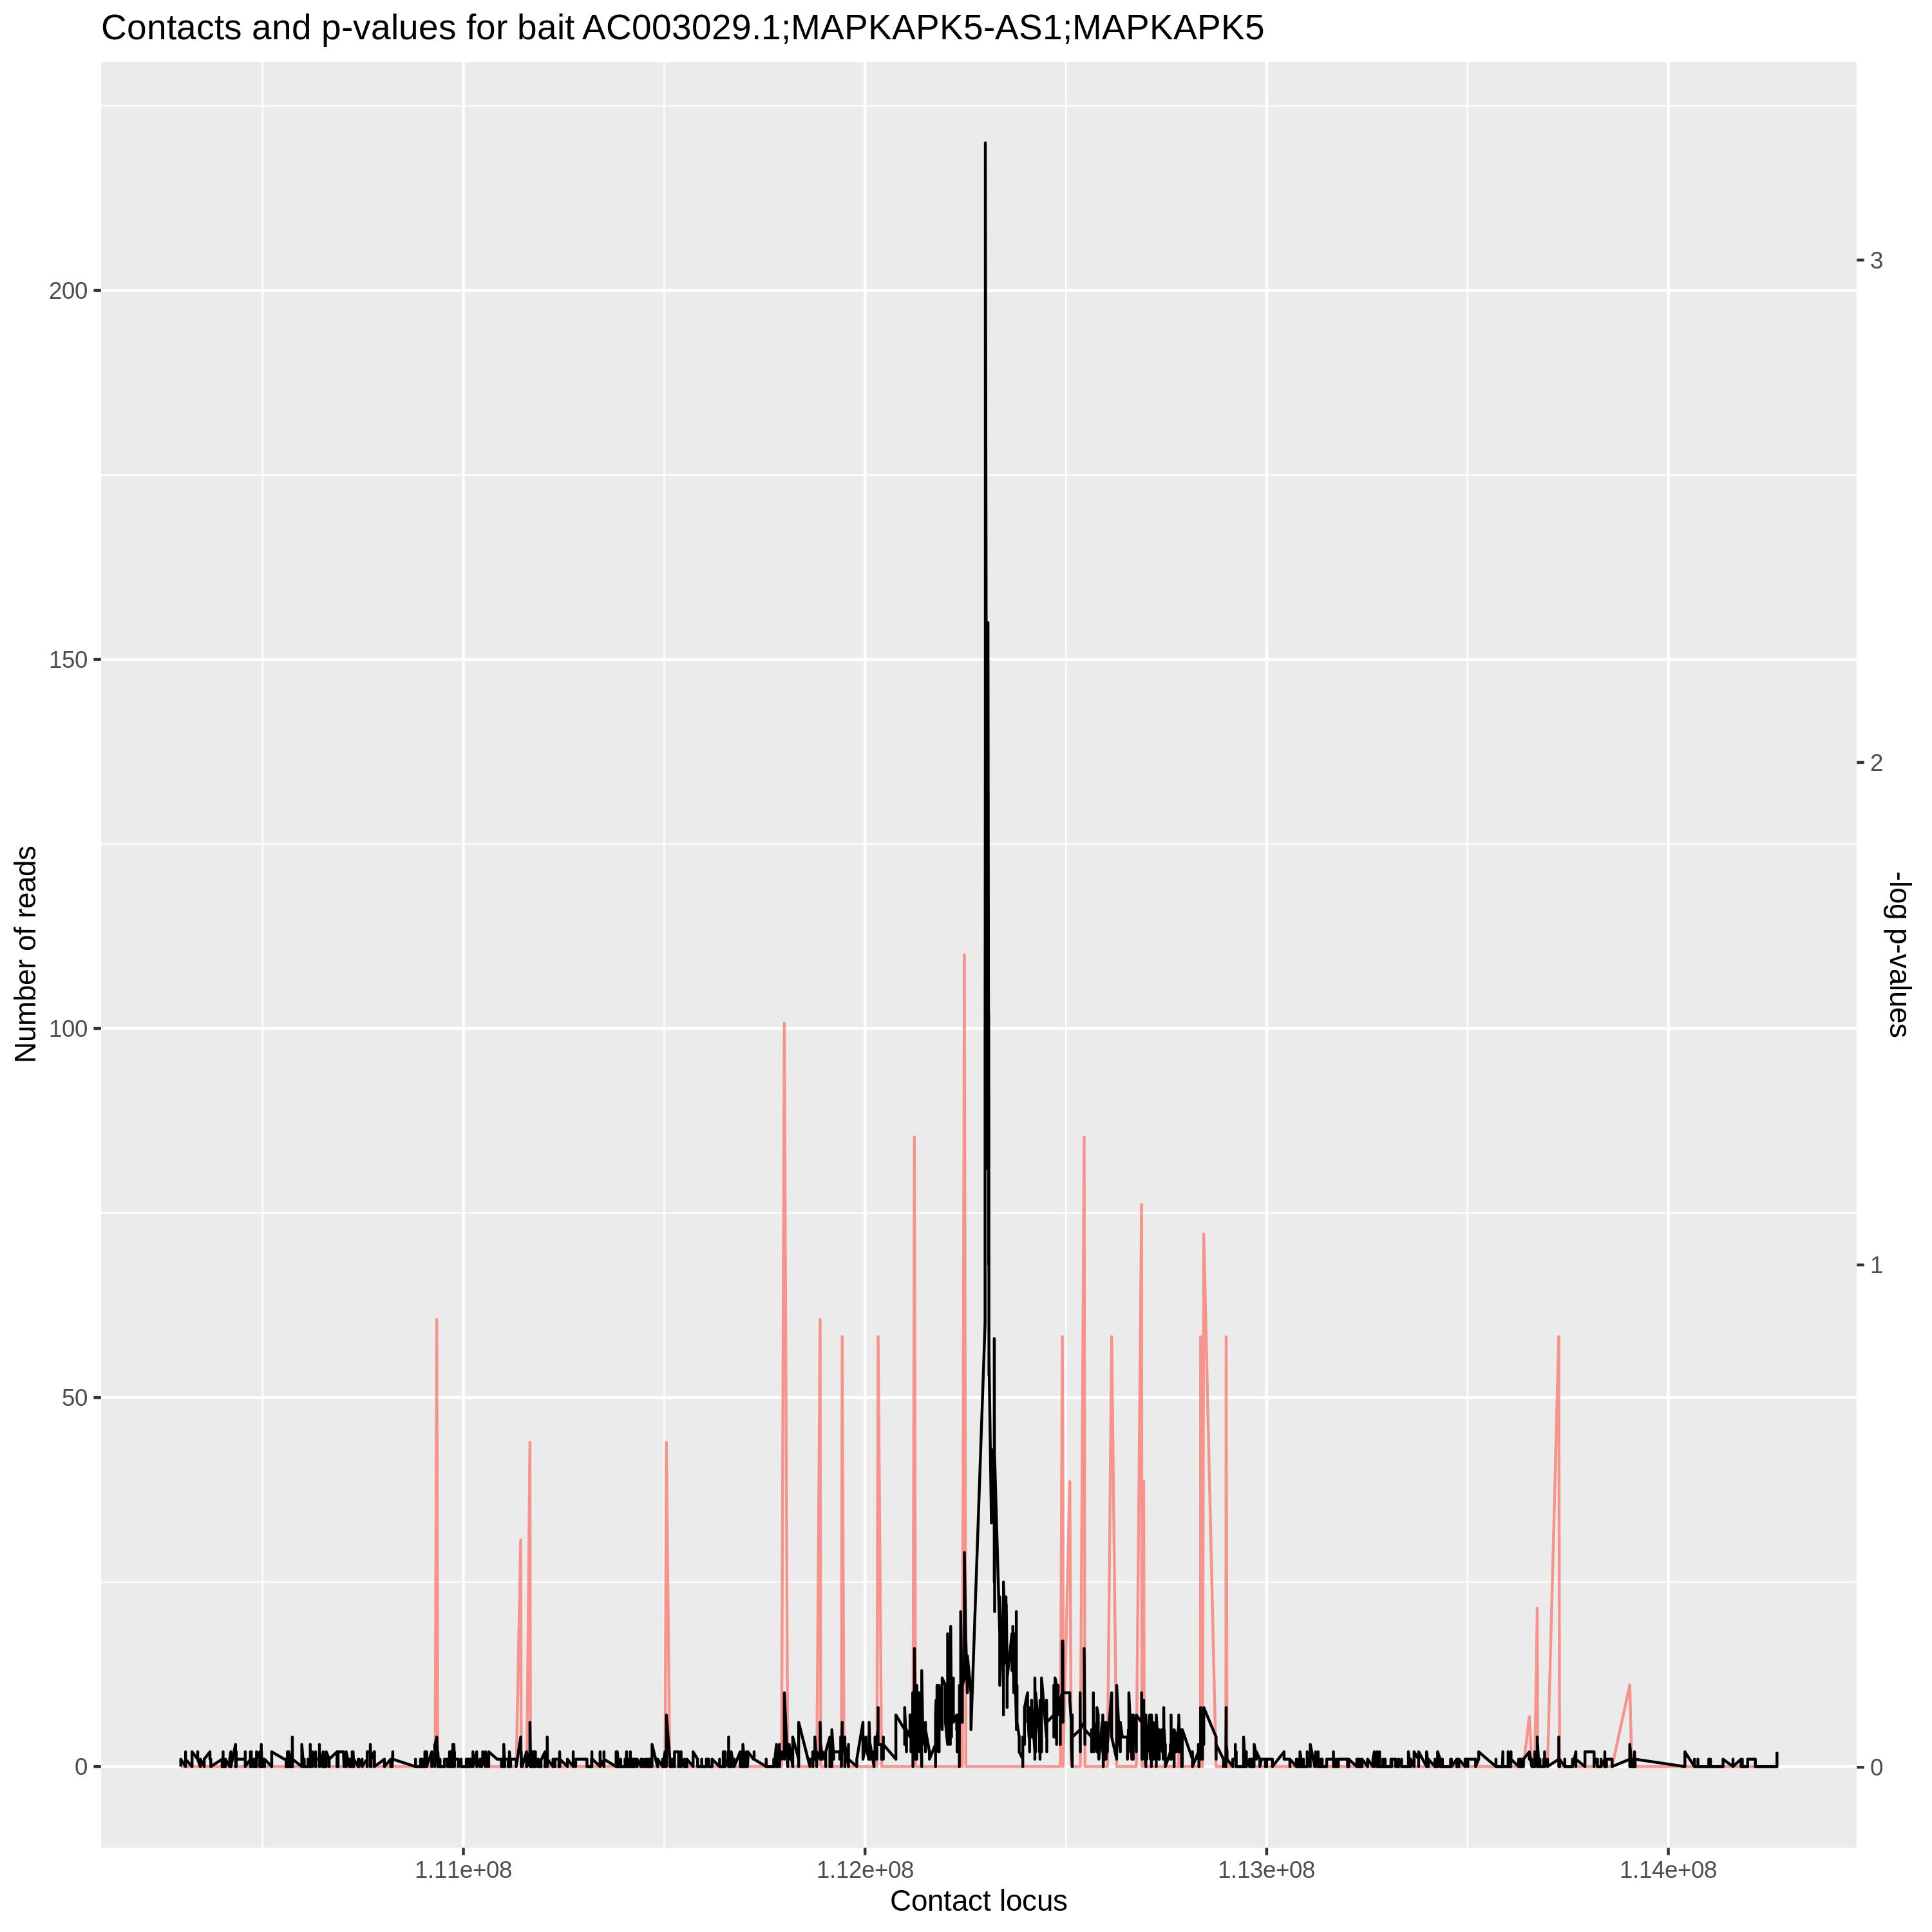 Contacts and p-values for bait AC003029.1;MAPKAPK5-AS1;MAPKAPK5
200
150
100
50
0
Number of reads
3
2
1
0
-log p-values
1.11e+08
1.12e+08
1.13e+08
1.14e+08
Contact locus